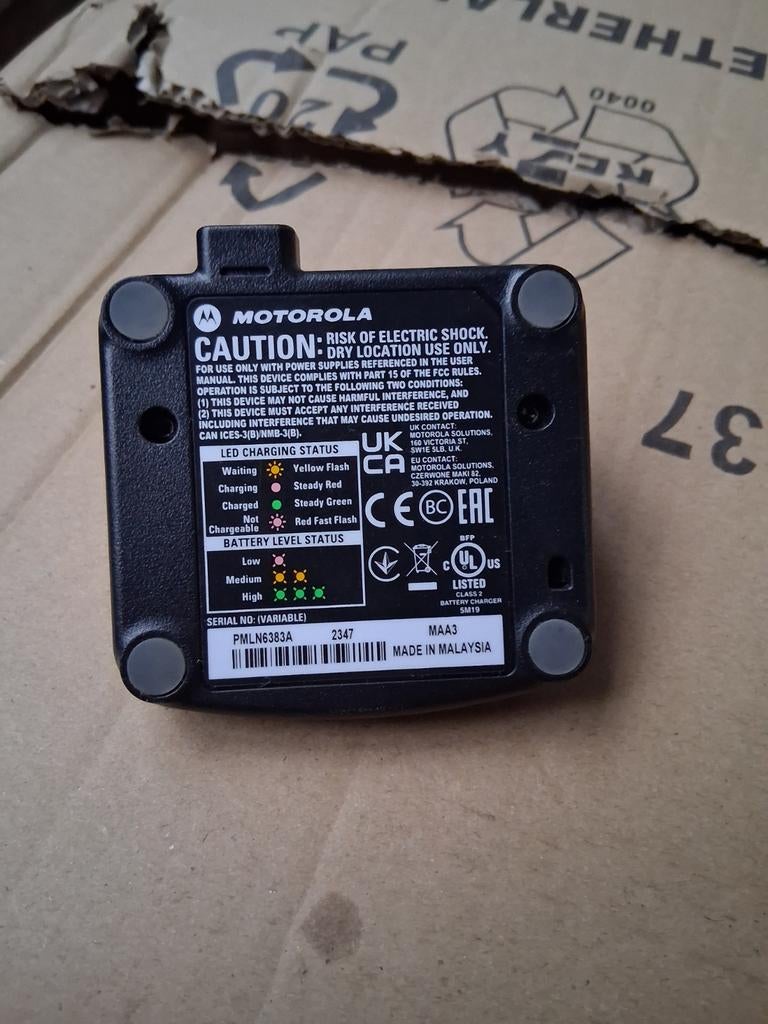 ETHERLA
20
PAP
0040
RESY
37
MOTOROLA
CAUTION: RISK OF ELECTRIC SHOCK.
DRY LOCATION USE ONLY.
FOR USE ONLY WITH POWER SUPPLIES REFERENCED IN THE USER
MANUAL. THIS DEVICE COMPLIES WITH PART 15 OF THE FCC RULES.
OPERATION IS SUBJECT TO THE FOLLOWING TWO CONDITIONS:
(1) THIS DEVICE MAY NOT CAUSE HARMFUL INTERFERENCE, AND
(2) THIS DEVICE MUST ACCEPT ANY INTERFERENCE RECEIVED
INCLUDING INTERFERENCE THAT MAY CAUSE UNDESIRED OPERATION.
CAN ICES-3(B)/NMB-3(B).
UK CONTACT:
MOTOROLA SOLUTIONS,
160 VICTORIA ST,
SW1E 5LB, U.K.
EU CONTACT:
MOTOROLA SOLUTIONS,
CZERWONE MAKI 82,
30-392 KRAKOW, POLAND
UK
CA
LED CHARGING STATUS
Waiting Yellow Flash
Charging Steady Red
Charged Steady Green
Not
Chargeable Red Fast Flash
BATTERY LEVEL STATUS
Low
Medium
High
CE BC EAC
BFP
C UL US
LISTED
CLASS 2
BATTERY CHARGER
5M19
SERIAL NO: (VARIABLE)
PMLN6383A 2347 MAA3
MADE IN MALAYSIA